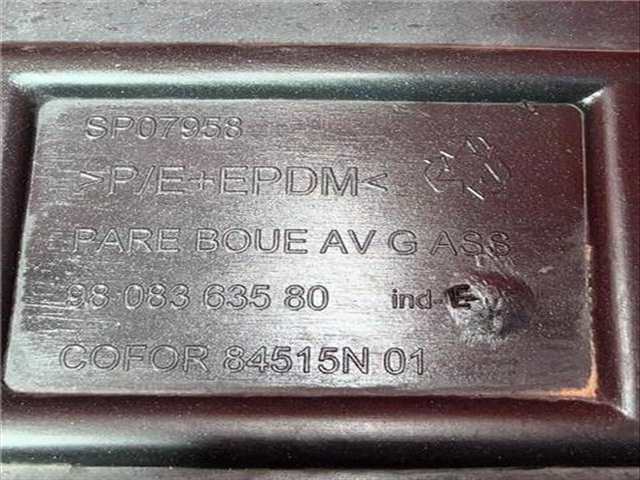 SP07958
>P/E+EPDM<
PARE BOUE AV G ASS
98 083 635 80 ind E
COFOR 84515N 01